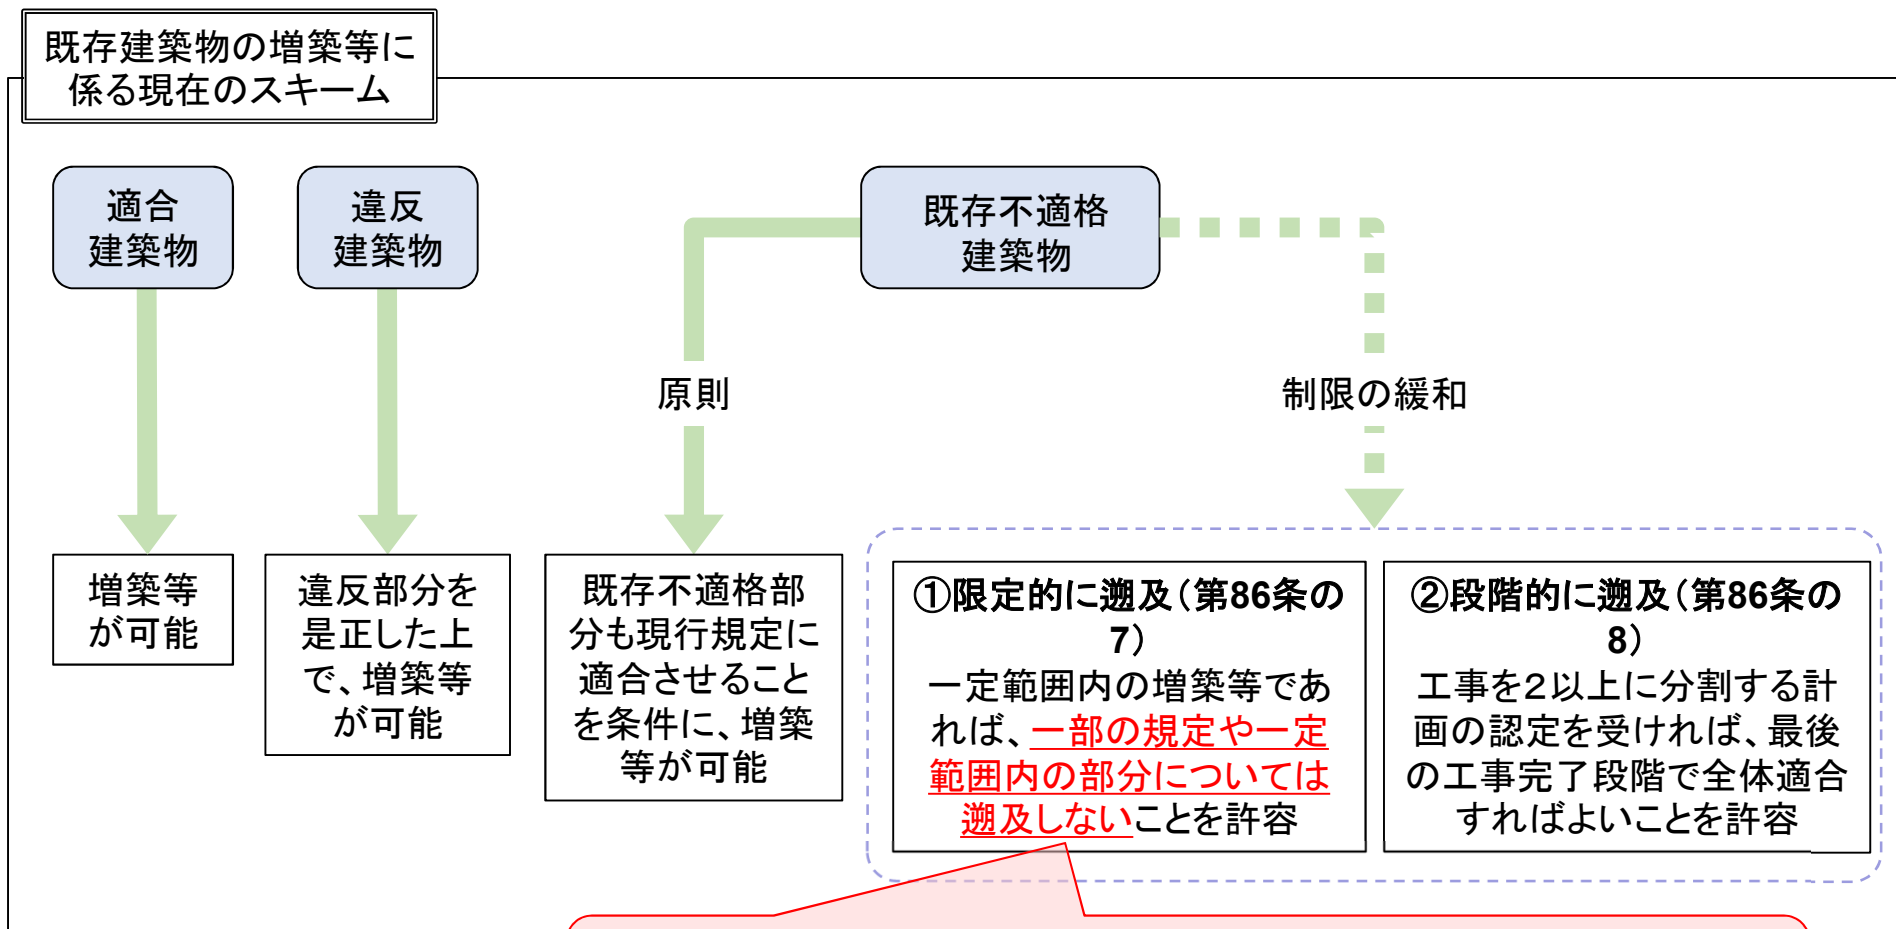 既存建築物の増築等に
係る現在のスキーム
適合
建築物
違反
建築物
既存不適格
建築物
原則
制限の緩和
増築等
が可能
違反部分を
是正した上
で、増築等
が可能
既存不適格部
分も現行規定に
適合させること
を条件に、増築
等が可能
①限定的に遡及（第86条の
7）
一定範囲内の増築等であ
れば、一部の規定や一定
範囲内の部分については
遡及しないことを許容
②段階的に遡及（第86条の
8）
工事を２以上に分割する計
画の認定を受ければ、最後
の工事完了段階で全体適合
すればよいことを許容